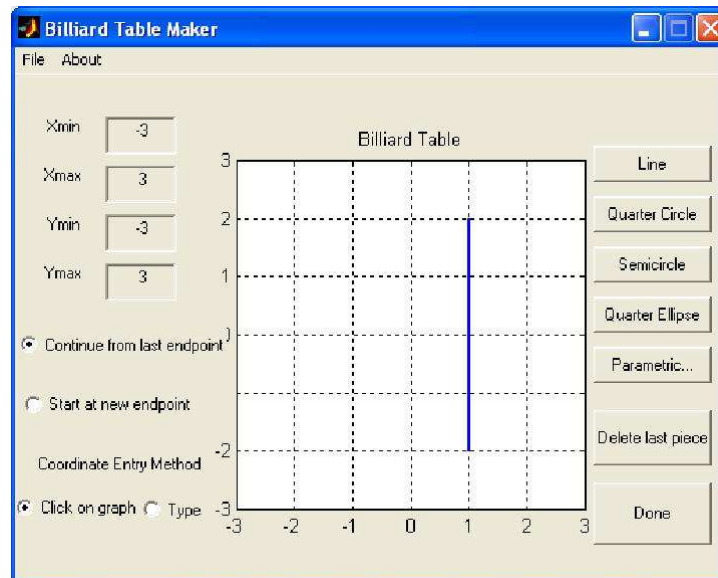 Billiard Table Maker
File About
Xmin -3
Xmax 3
Ymin -3
Ymax 3
Continue from last endpoint
Start at new endpoint
Coordinate Entry Method
Click on graph Type
Billiard Table
3
2
1
0
-2
-3
-3 -2 -1 0 1 2 3
Line
Quarter Circle
Semicircle
Quarter Ellipse
Parametric...
Delete last piece
Done